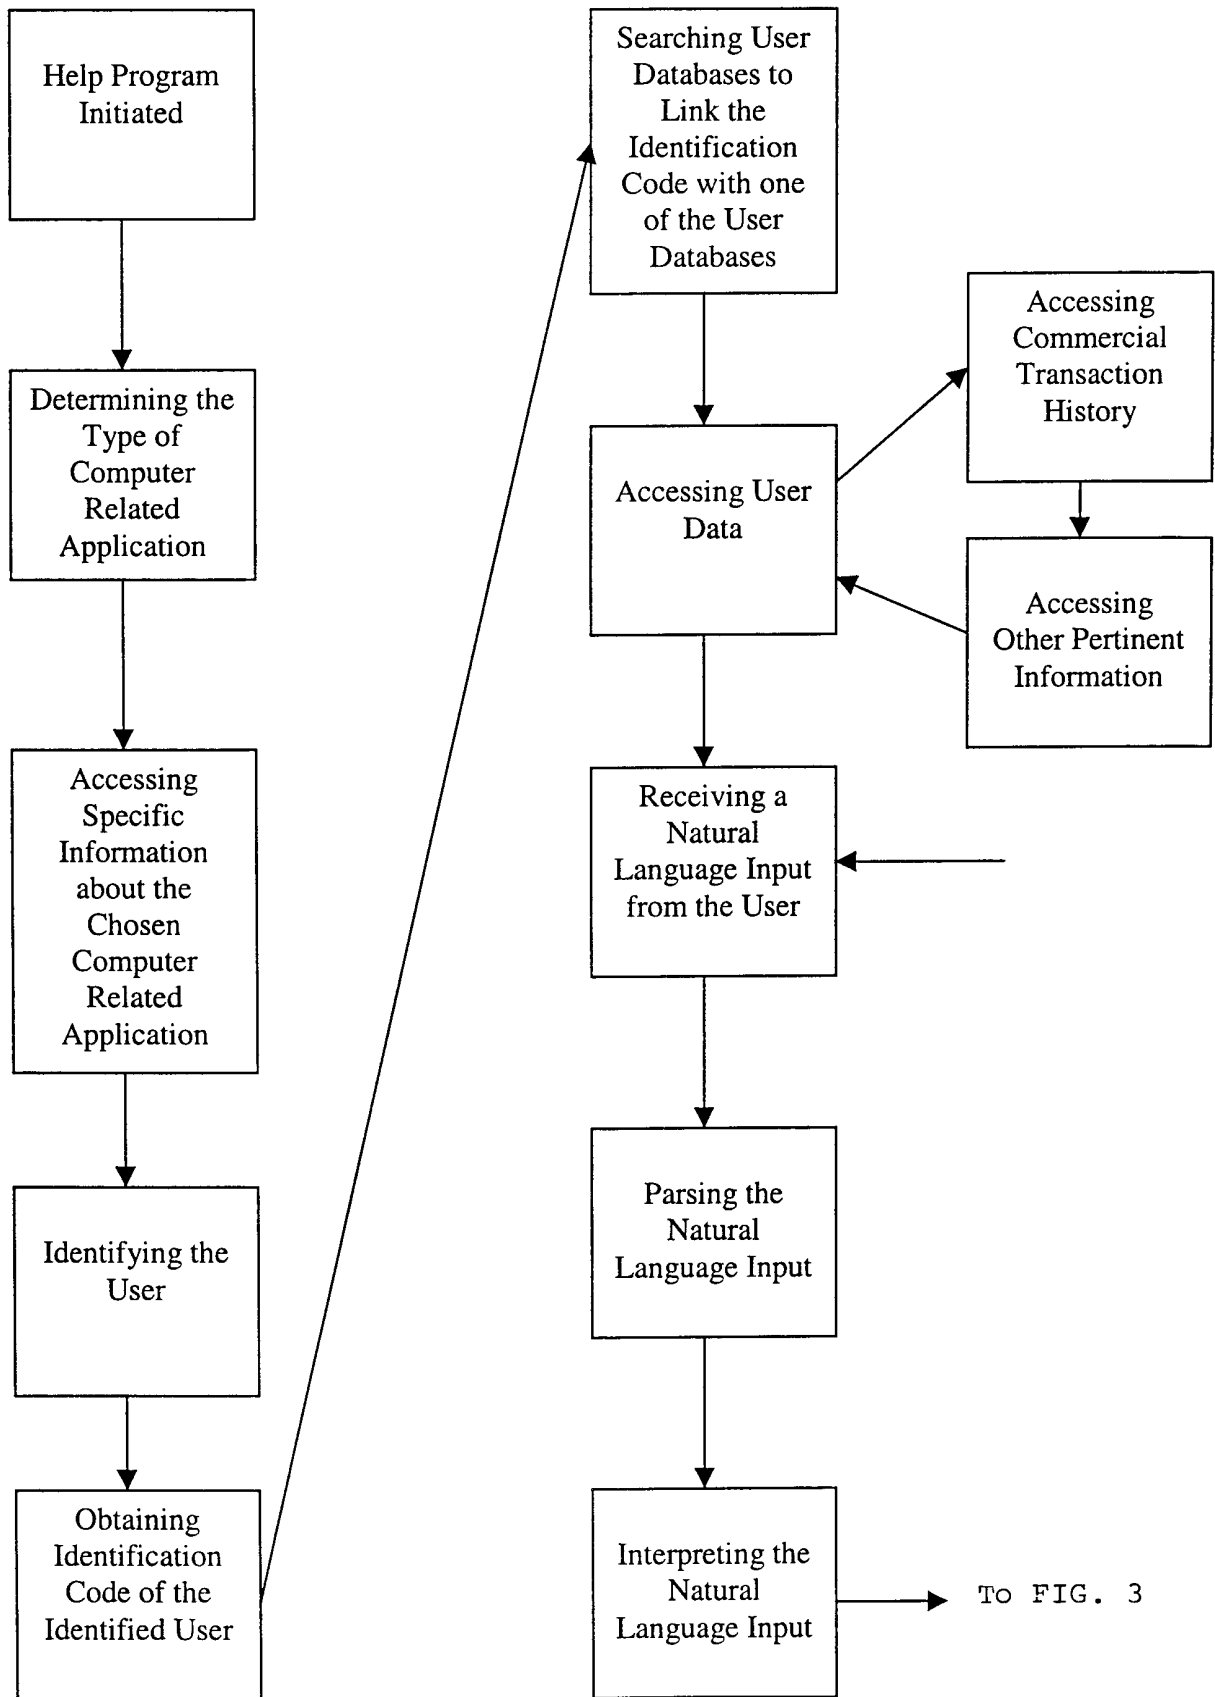 Help Program
Initiated
Determining the
Type of
Computer
Related
Application
Accessing
Specific
Information
about the
Chosen
Computer
Related
Application
Identifying the
User
Obtaining
Identification
Code of the
Identified User
Searching User
Databases to
Link the
Identification
Code with one
of the User
Databases
Accessing User
Data
Accessing
Commercial
Transaction
History
Accessing
Other Pertinent
Information
Receiving a
Natural
Language Input
from the User
Parsing the
Natural
Language Input
Interpreting the
Natural
Language Input
To FIG. 3